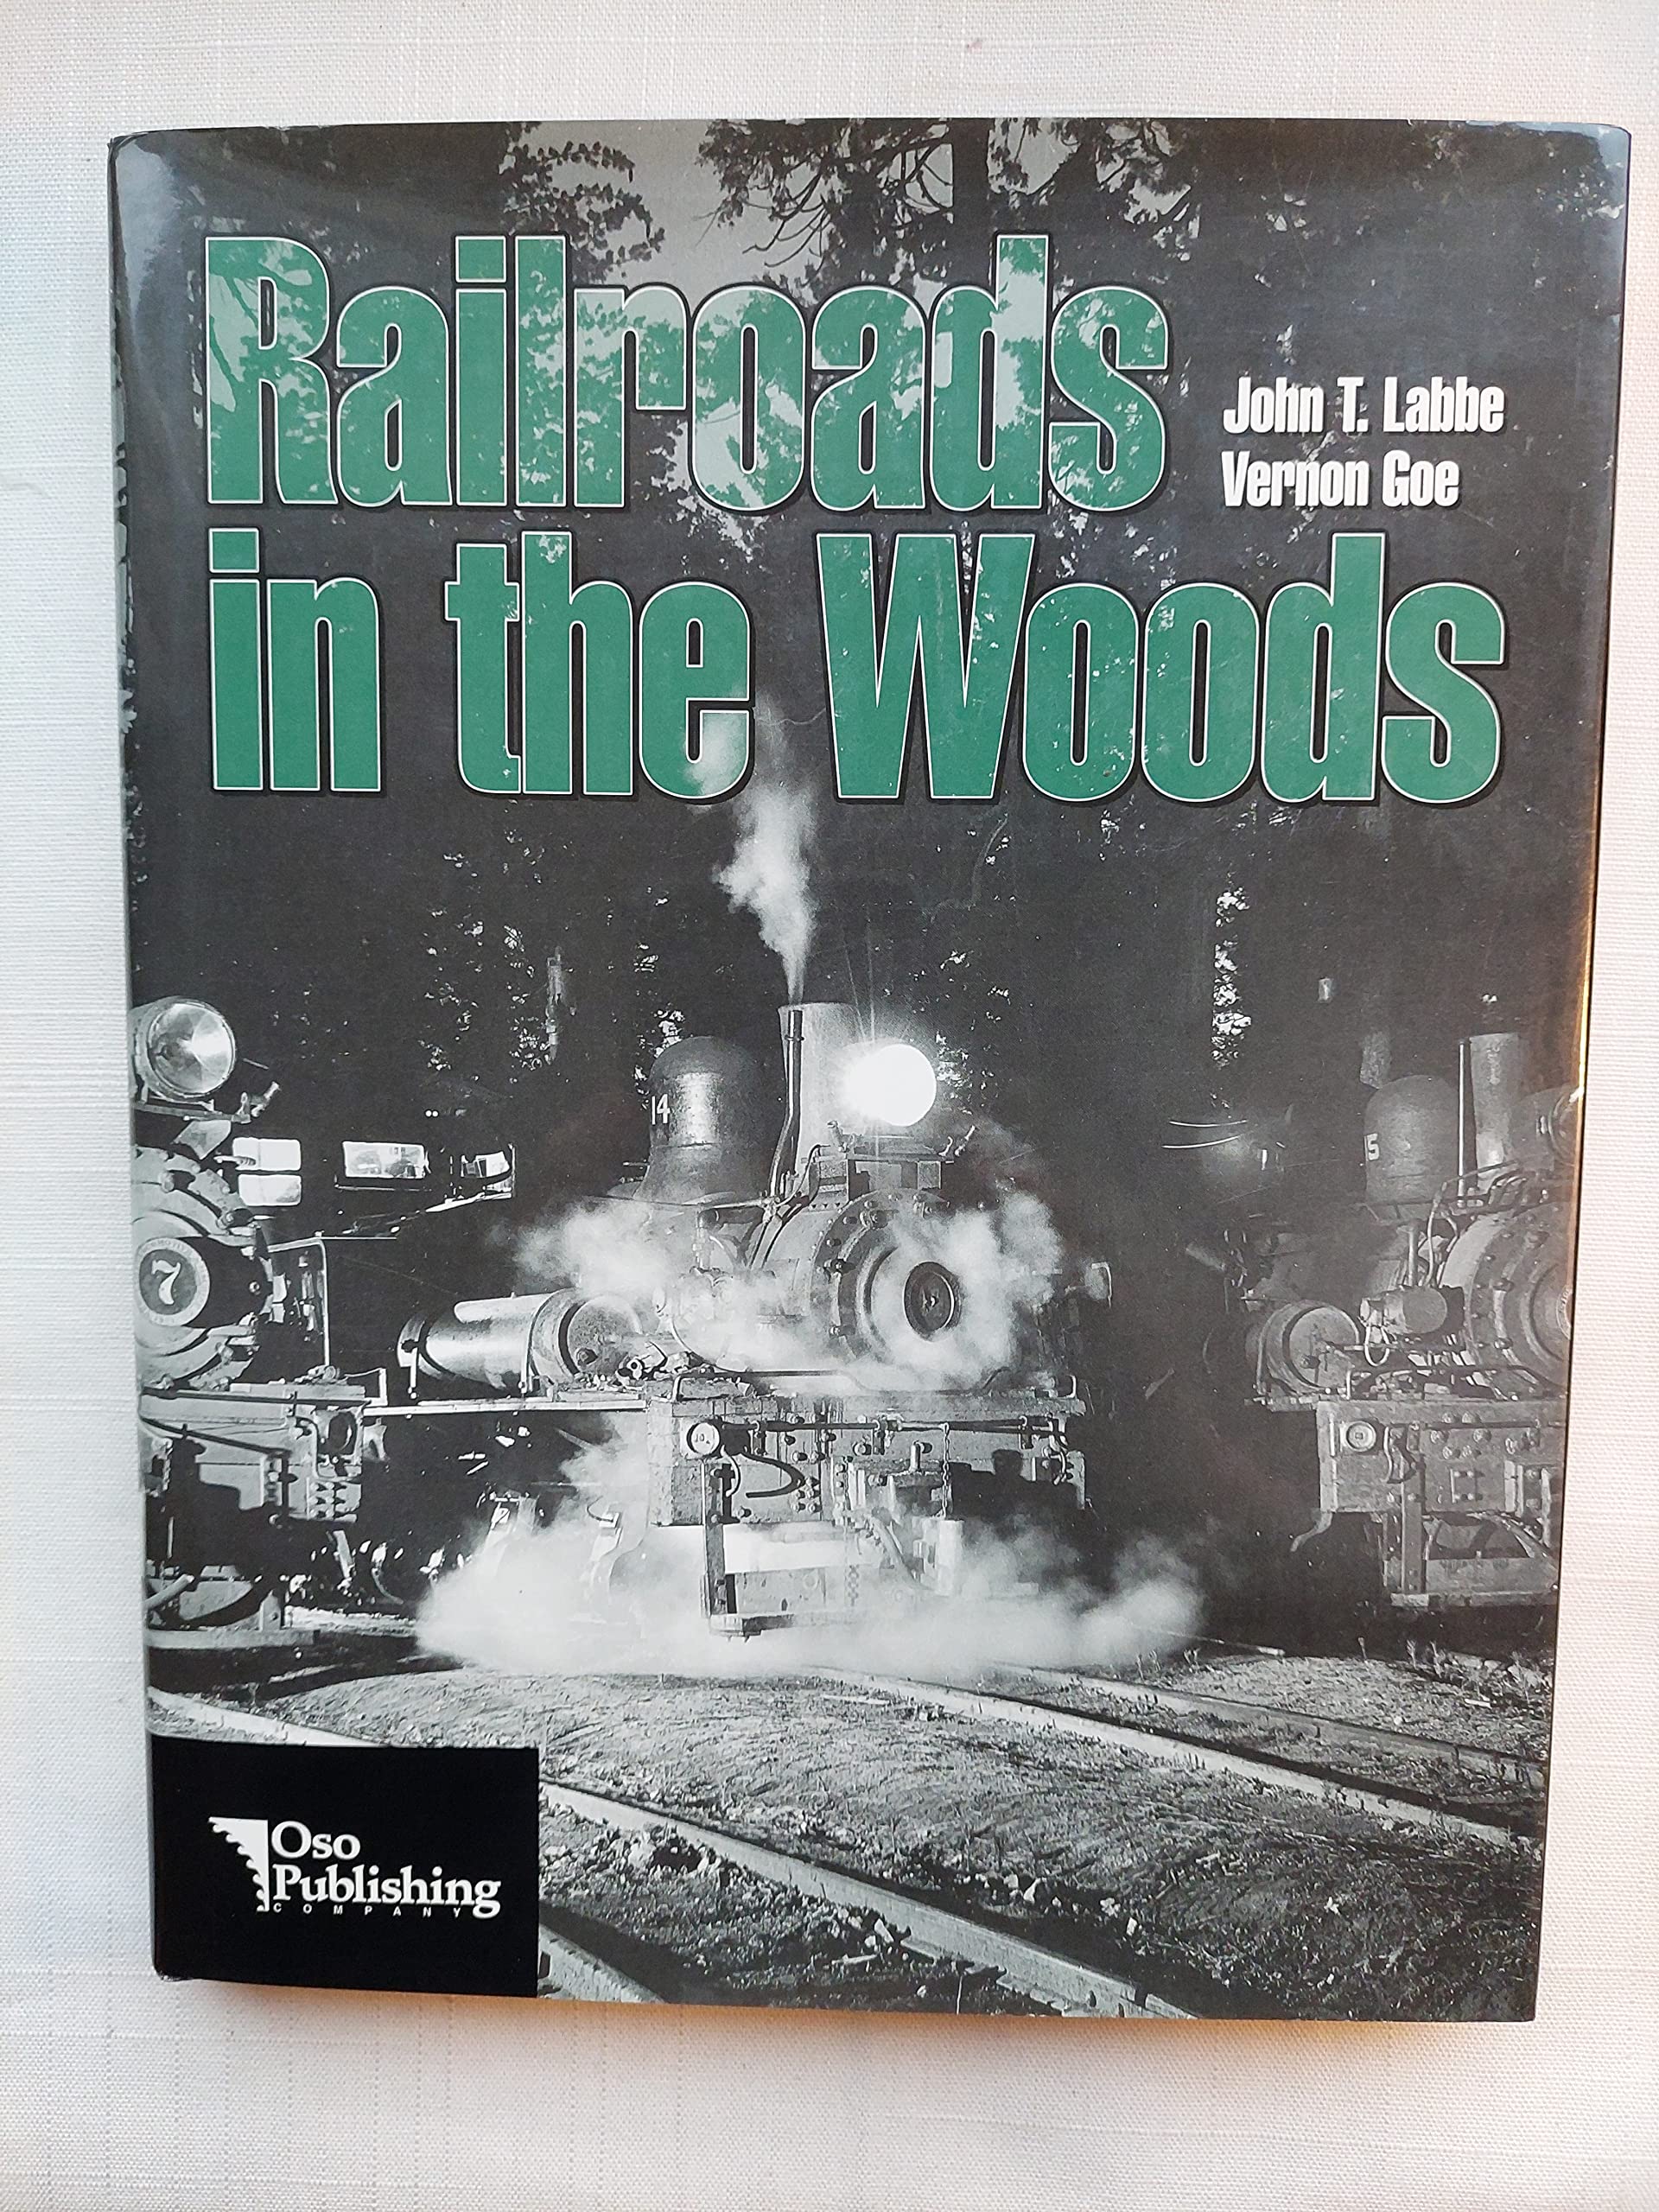 Railroads
in the Woods
John T. Labbe
Vernon Goe
14
5
7
Oso
Publishing
COMPANY